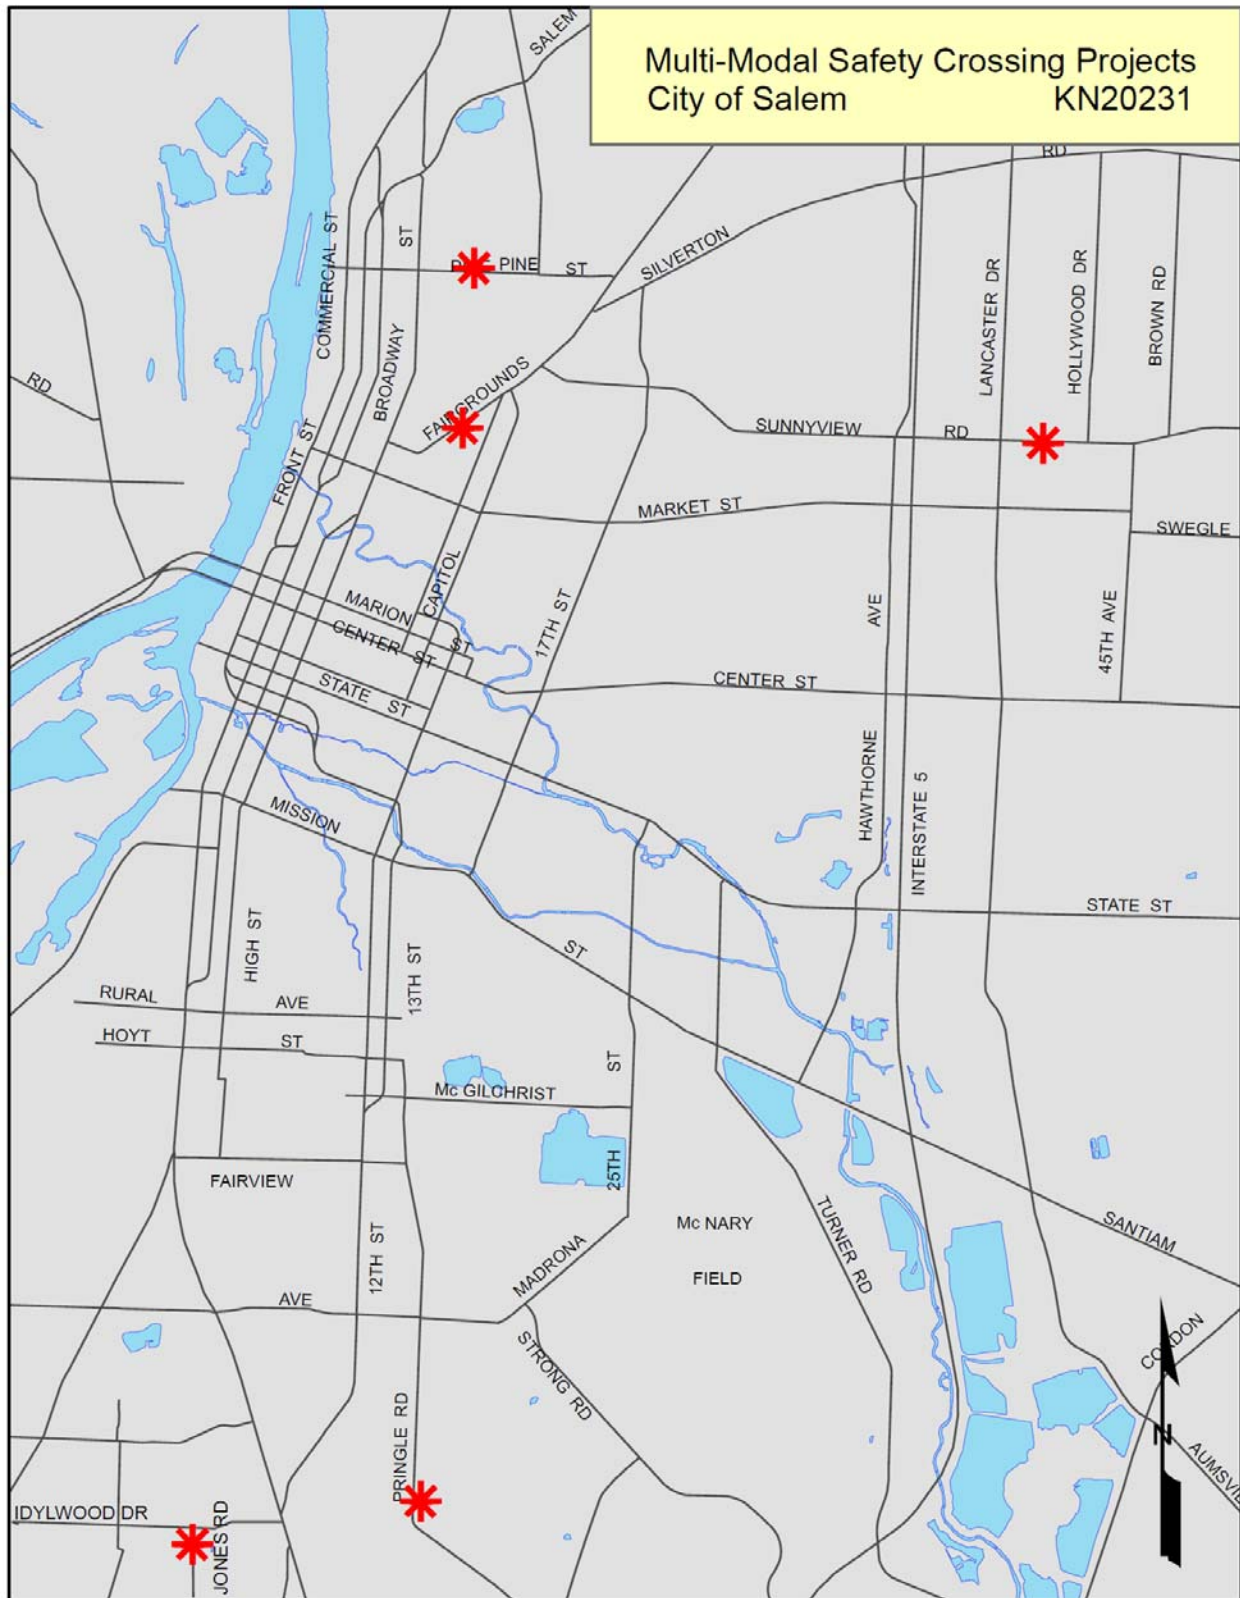 Multi-Modal Safety Crossing Projects
City of Salem KN20231
SALEM
RD
COMMERCIAL ST
ST
PINE ST
SILVERTON
LANCASTER DR
HOLLYWOOD DR
BROWN RD
RD
BROADWAY
FAIRGROUNDS
SUNNYVIEW RD
FRONT ST
MARKET ST
SWEGLE
CAPITOL
MARION ST
CENTER ST
17TH ST
AVE
45TH AVE
STATE ST
CENTER ST
HAWTHORNE
INTERSTATE 5
MISSION
STATE ST
HIGH ST
13TH ST
ST
RURAL AVE
HOYT ST
ST
Mc GILCHRIST
25TH
FAIRVIEW
Mc NARY
FIELD
TURNER RD
SANTIAM
12TH ST
MADRONA
AVE
STRONG RD
CORDON
PRINGLE RD
N
IDYLWOOD DR
JONES RD